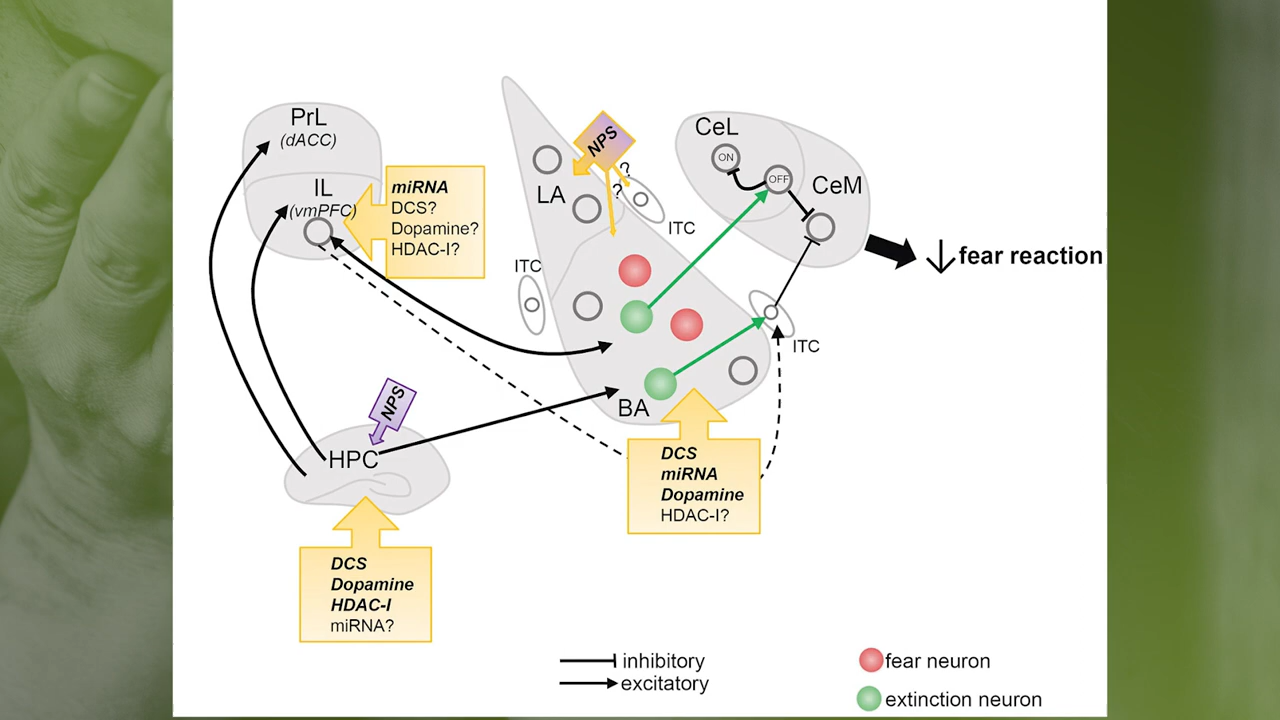 PrL
(dACC)
IL
(vmPFC)
miRNA
DCS?
Dopamine?
HDAC-I?
NPS
?
?
LA
ITC
ITC
CeL
ON
OFF
CeM
fear reaction
ITC
BA
NPS
HPC
DCS
miRNA
Dopamine
HDAC-I?
DCS
Dopamine
HDAC-I
miRNA?
inhibitory
excitatory
fear neuron
extinction neuron